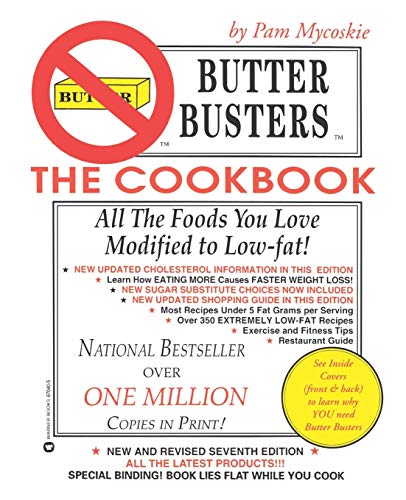 by Pam Mycoskie
BUTTER
BUTTER
BUSTERS
™
™
THE COOKBOOK
All The Foods You Love
Modified to Low-fat!
★ NEW UPDATED CHOLESTEROL INFORMATION IN THIS EDITION
★ Learn How EATING MORE Causes FASTER WEIGHT LOSS!
★ NEW SUGAR SUBSTITUTE CHOICES NOW INCLUDED
★ NEW UPDATED SHOPPING GUIDE IN THIS EDITION
★ Most Recipes Under 5 Fat Grams per Serving
★ Over 350 EXTREMELY LOW-FAT Recipes
★ Exercise and Fitness Tips
★ Restaurant Guide
NATIONAL BESTSELLER
OVER
ONE MILLION
COPIES IN PRINT!
See Inside
Covers
(front & back)
to learn why
YOU need
Butter Busters
★ NEW AND REVISED SEVENTH EDITION
ALL THE LATEST PRODUCTS!!!
SPECIAL BINDING! BOOK LIES FLAT WHILE YOU COOK